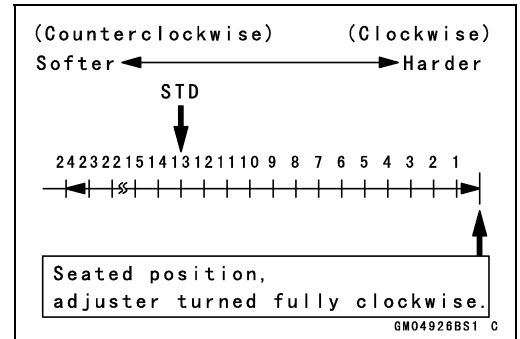 (Counterclockwise) (Clockwise)
Softer Harder
STD
24 23 22 15 14 13 12 11 10 9 8 7 6 5 4 3 2 1
Seated position,
adjuster turned fully clockwise.
GM04926BS1 C